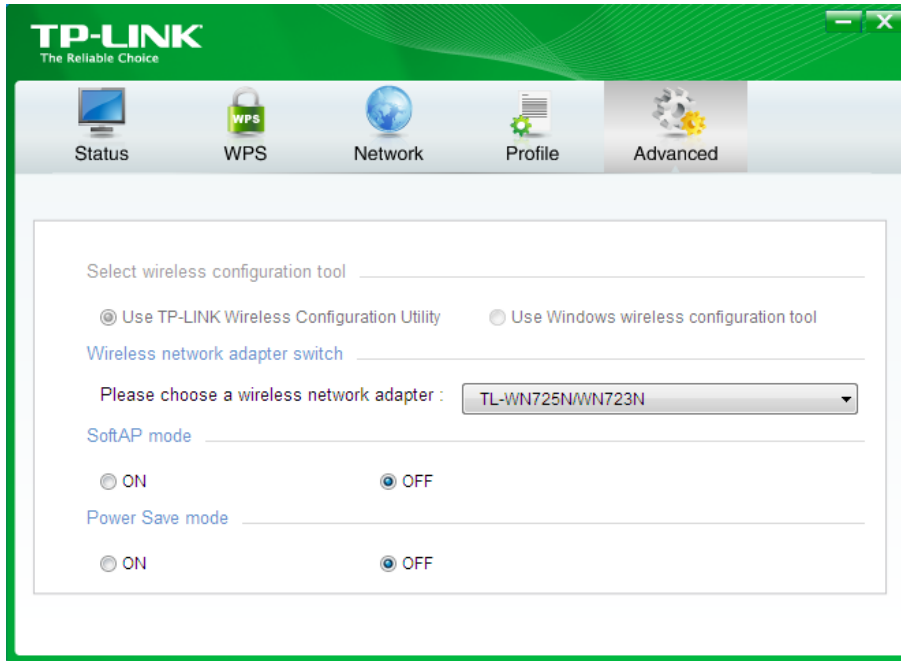 TP-LINK
The Reliable Choice
WPS
Status WPS Network Profile Advanced
Select wireless configuration tool
Use TP-LINK Wireless Configuration Utility Use Windows wireless configuration tool
Wireless network adapter switch
Please choose a wireless network adapter : TL-WN725N/WN723N
SoftAP mode
ON OFF
Power Save mode
ON OFF